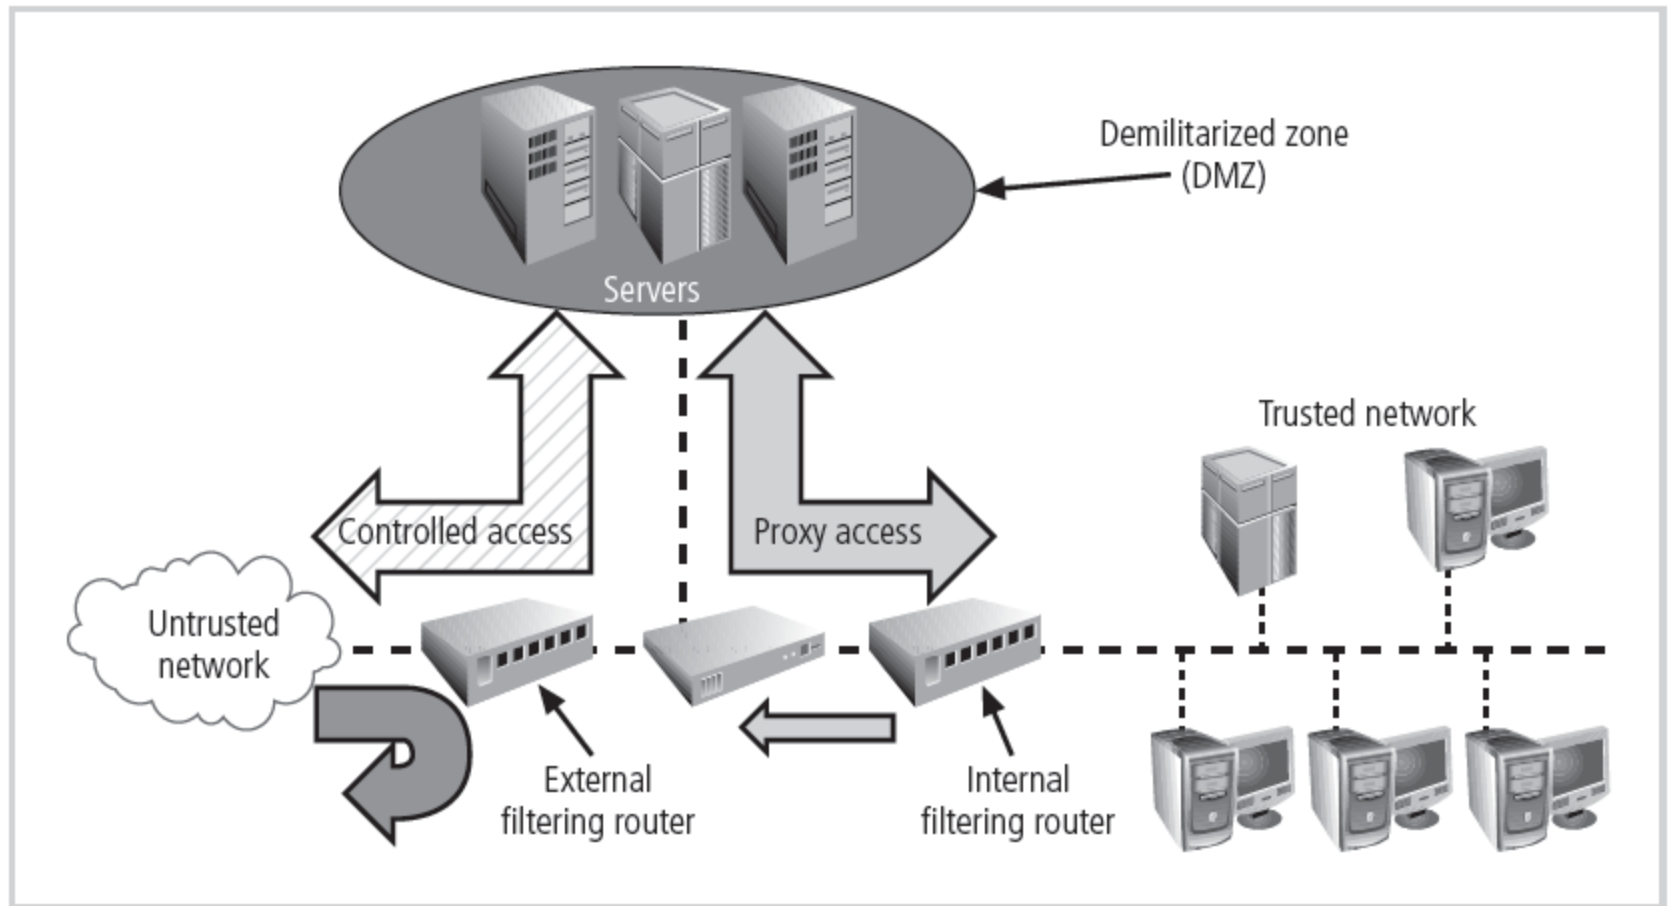 Demilitarized zone
(DMZ)
Servers
Trusted network
Controlled access
Proxy access
Untrusted
network
External
filtering router
Internal
filtering router